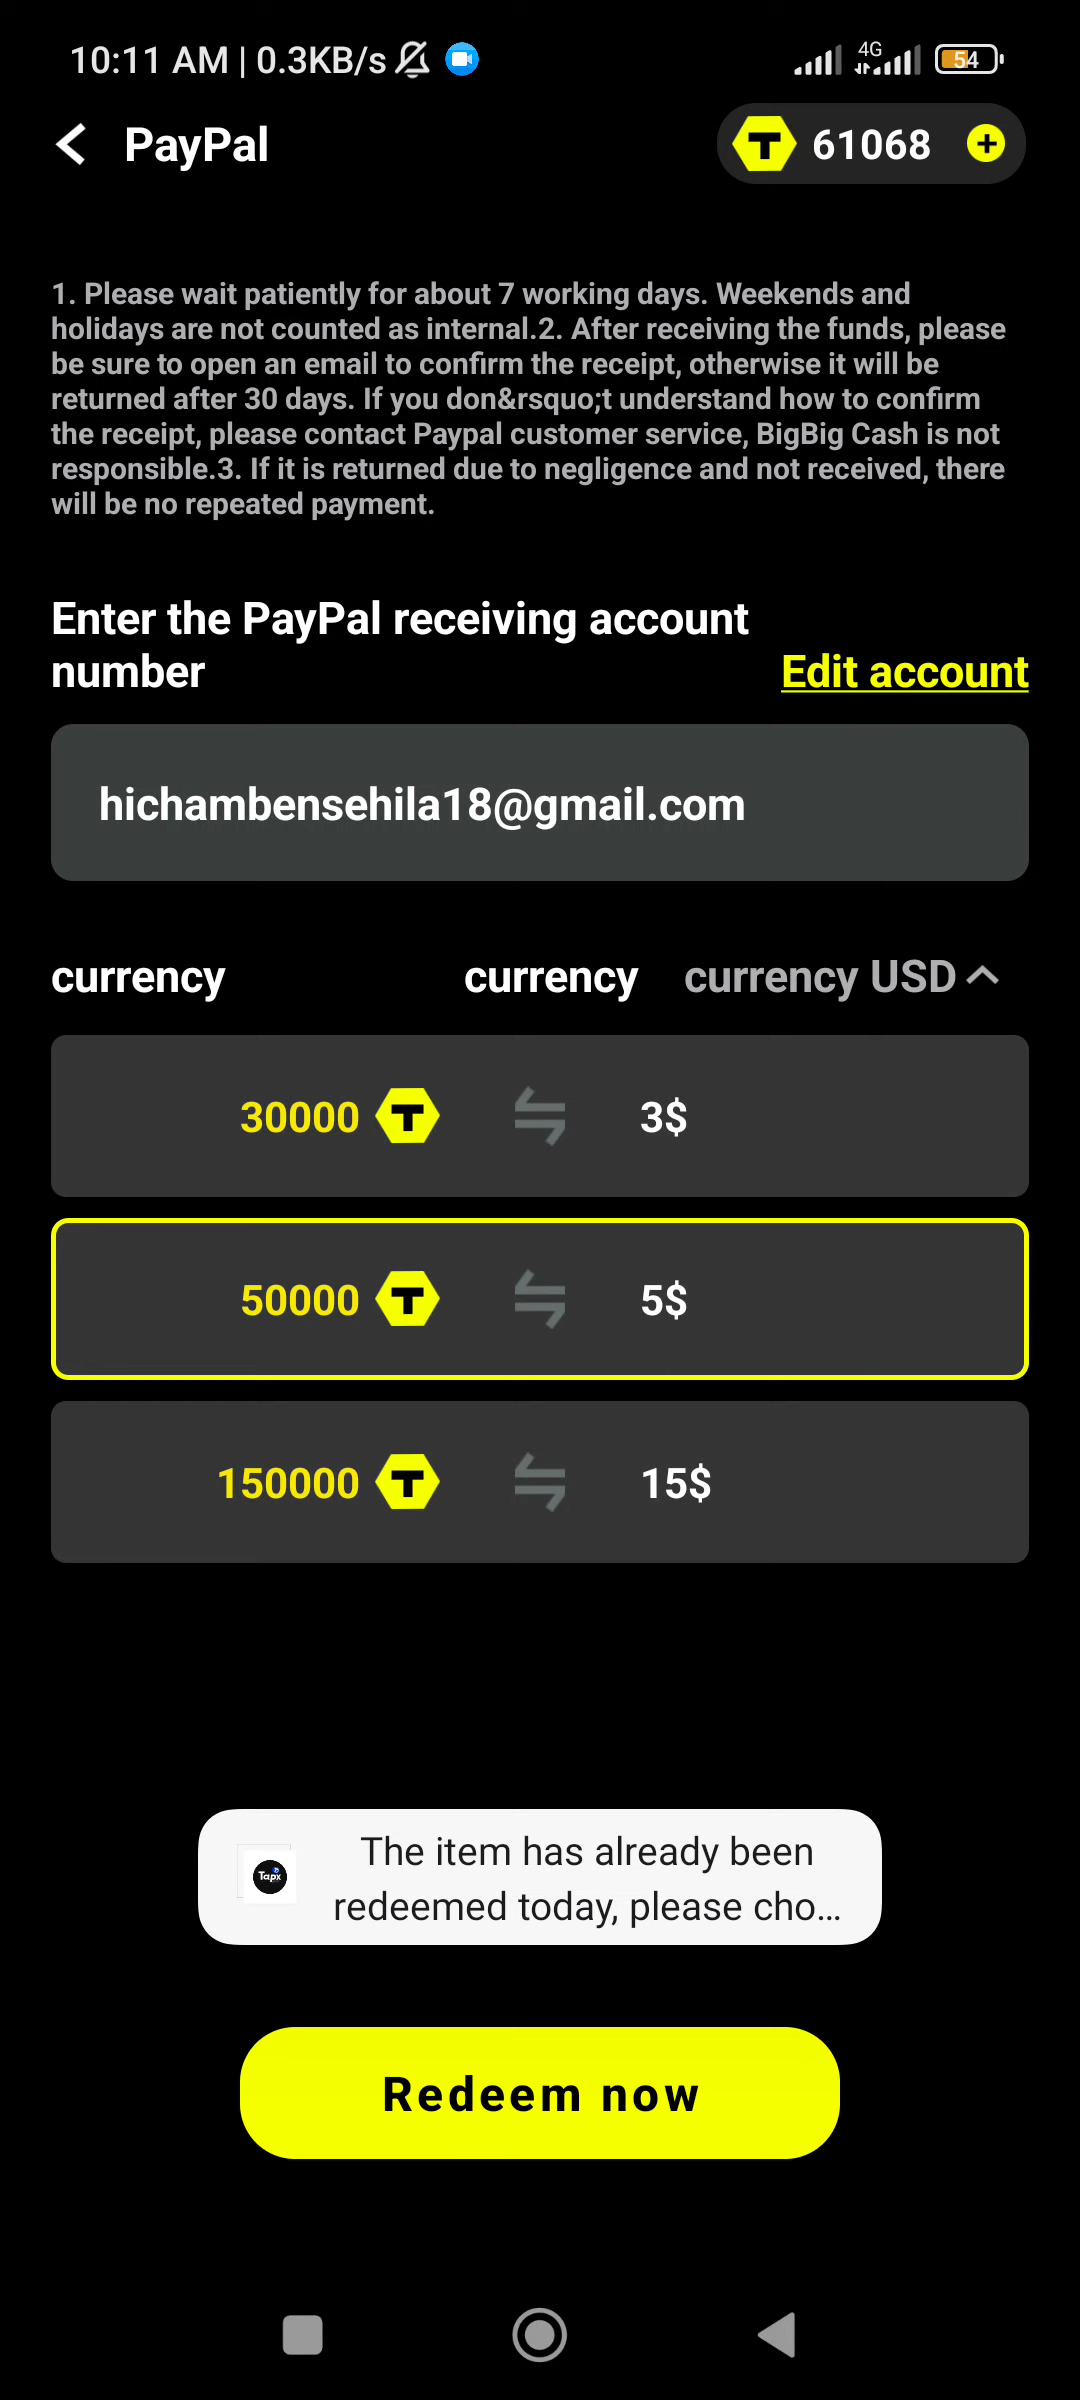 10:11 AM | 0.3KB/s 4G 54
PayPal 61068
1. Please wait patiently for about 7 working days. Weekends and
holidays are not counted as internal.2. After receiving the funds, please
be sure to open an email to confirm the receipt, otherwise it will be
returned after 30 days. If you don&rsquo;t understand how to confirm
the receipt, please contact Paypal customer service, BigBig Cash is not
responsible.3. If it is returned due to negligence and not received, there
will be no repeated payment.
Enter the PayPal receiving account
number Edit account
hichambensehila18@gmail.com
currency currency currency USD
30000 T 3$
50000 T 5$
150000 T 15$
Tapx
The item has already been
redeemed today, please cho...
Redeem now